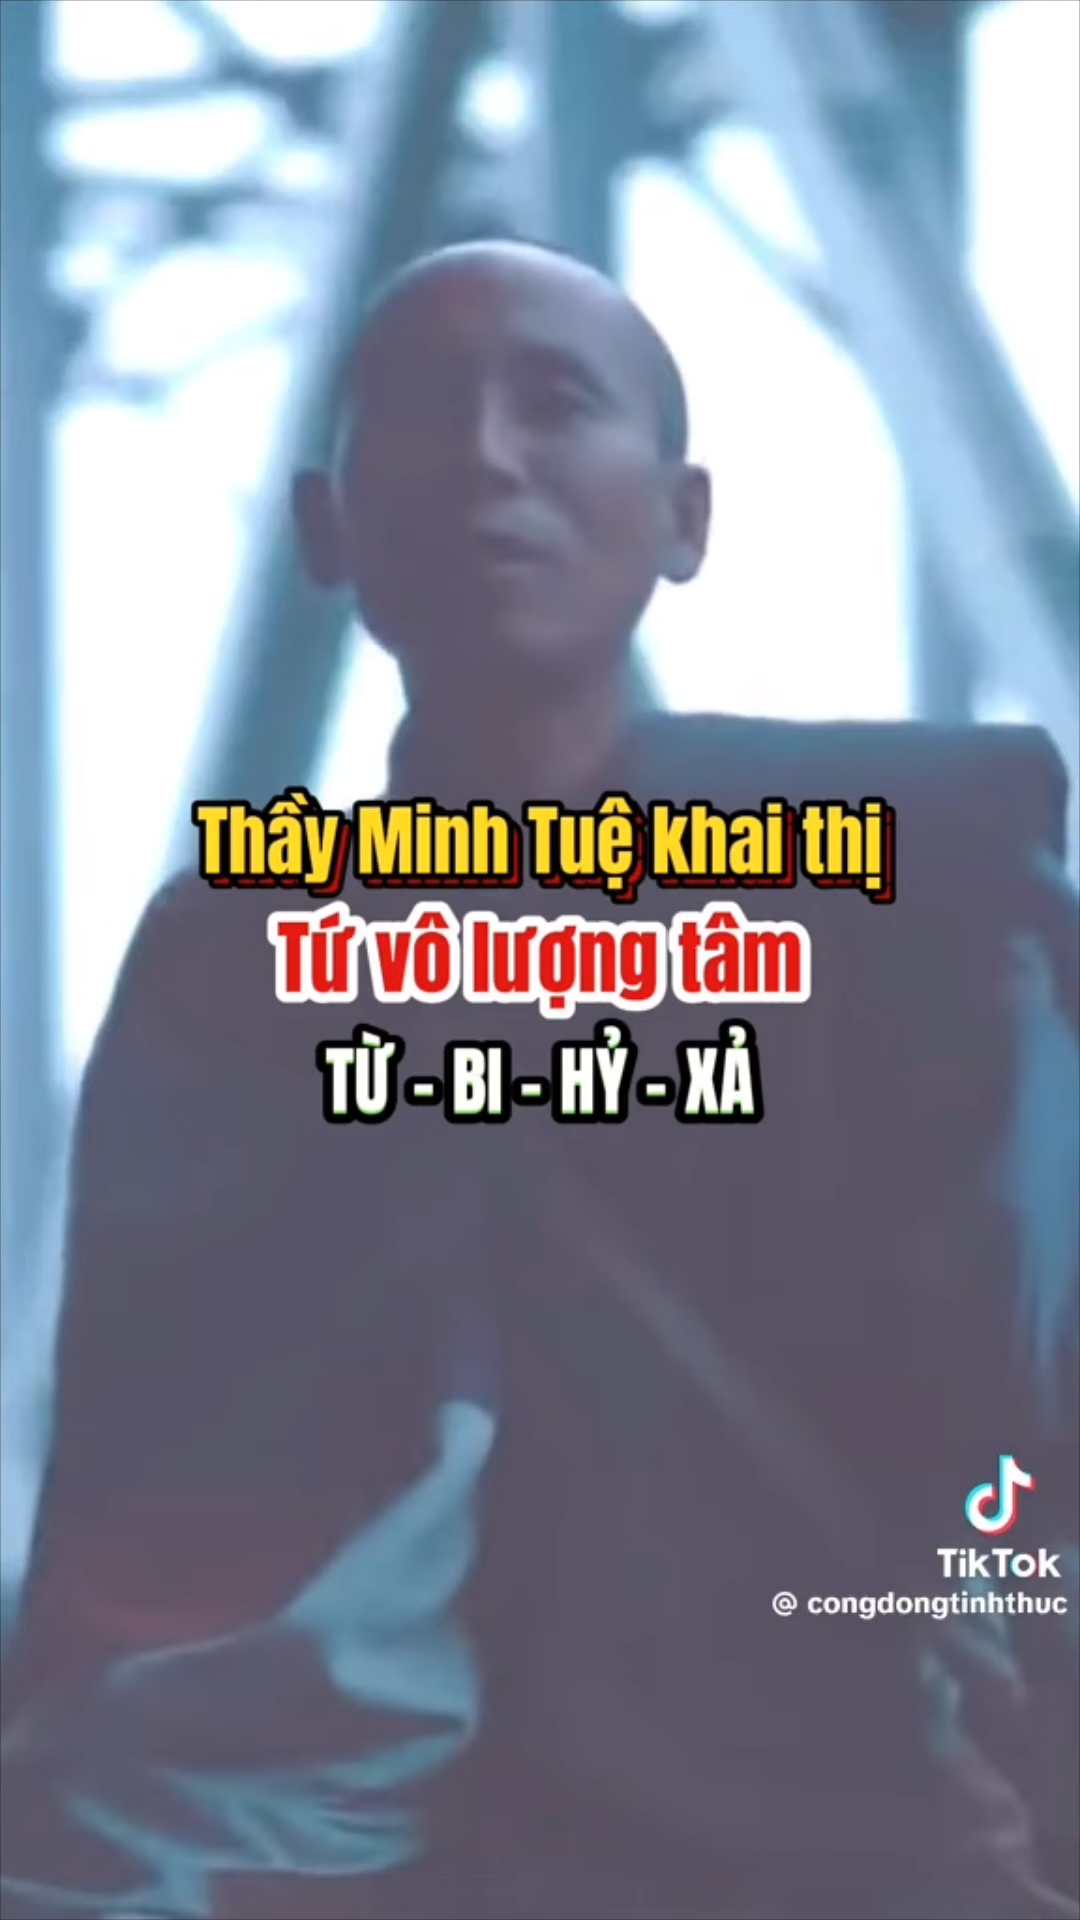 Thầy Minh Tuệ khai thị
Tứ vô lượng tâm
TỪ - BI - HỶ - XẢ
TikTok
@ congdongtinhthuc